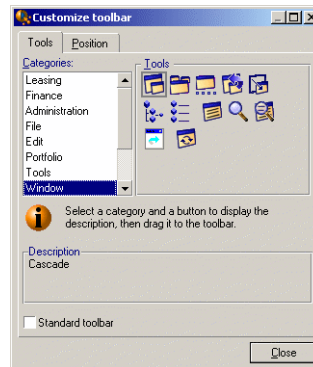 Customize toolbar
Tools
Position
Categories:
Tools
Leasing
Finance
Administration
File
Edit
Portfolio
Tools
Window
Select a category and a button to display the
description, then drag it to the toolbar.
Description
Cascade
Standard toolbar
Close